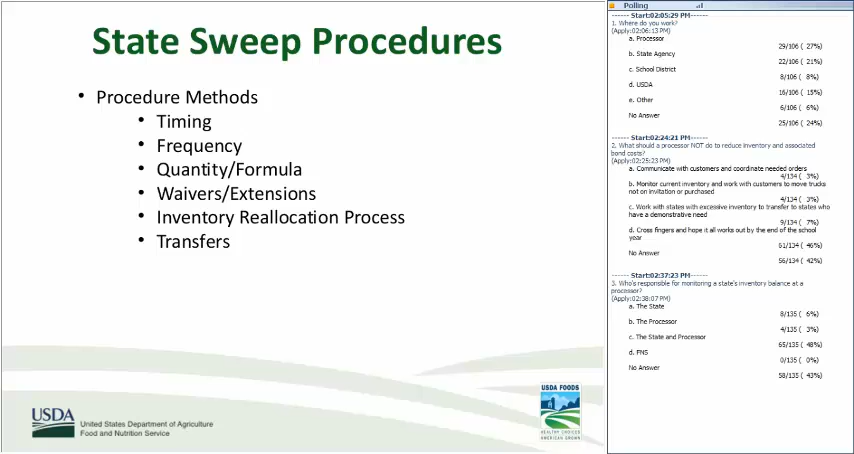 State Sweep Procedures
• Procedure Methods
• Timing
• Frequency
• Quantity/Formula
• Waivers/Extensions
• Inventory Reallocation Process
• Transfers
USDA
United States Department of Agriculture
Food and Nutrition Service
USDA FOODS
HEALTHY CHOICES
AMERICAN GROWN
Polling
------ Start:02:05:29 PM------
1. Where do you work?
(Apply:02:06:13 PM)
a. Processor
29/106 ( 27%)
b. State Agency
22/106 ( 21%)
c. School District
8/106 ( 8%)
d. USDA
16/106 ( 15%)
e. Other
6/106 ( 6%)
No Answer
25/106 ( 24%)
------ Start:02:24:21 PM------
2. What should a processor NOT do to reduce inventory and associated
bond costs?
(Apply:02:25:23 PM)
a. Communicate with customers and coordinate needed orders
4/134 ( 3%)
b. Monitor current inventory and work with customers to move trucks
not on invitation or purchased
4/134 ( 3%)
c. Work with states with excessive inventory to transfer to states who
have a demonstrative need
9/134 ( 7%)
d. Cross fingers and hope it all works out by the end of the school
year
61/134 ( 46%)
No Answer
56/134 ( 42%)
------ Start:02:37:23 PM------
3. Who's responsible for monitoring a state's inventory balance at a
processor?
(Apply:02:38:07 PM)
a. The State
8/135 ( 6%)
b. The Processor
4/135 ( 3%)
c. The State and Processor
65/135 ( 48%)
d. FNS
0/135 ( 0%)
No Answer
58/135 ( 43%)